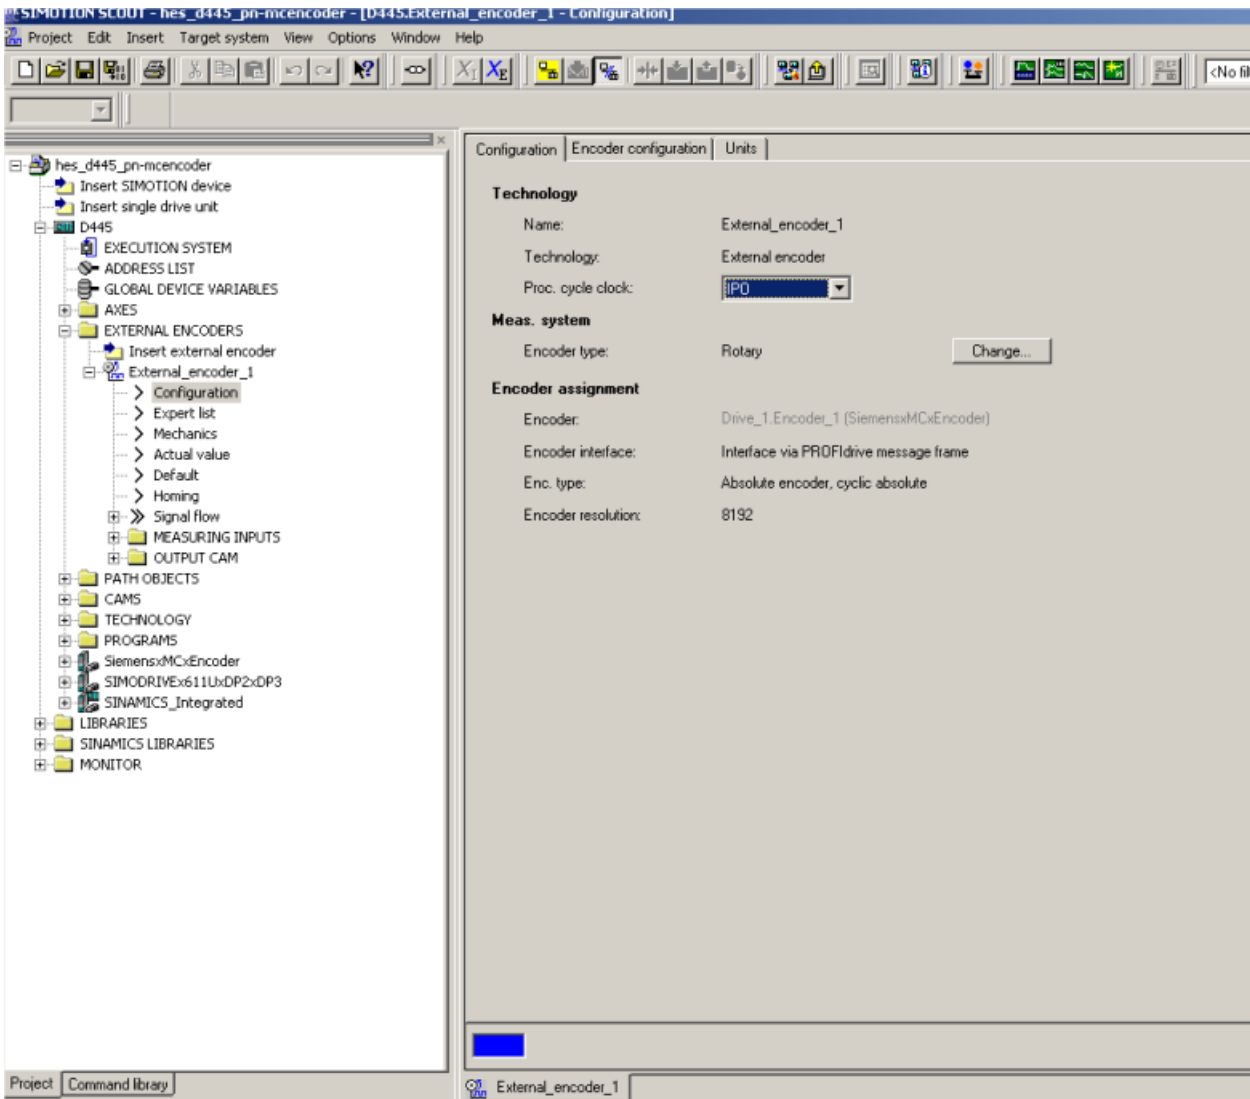 SIMOTION SCOUT - hes_d445_pn-mcencoder - [D445.External_encoder_1 - Configuration]
Project Edit Insert Target system View Options Window Help
<No fil
hes_d445_pn-mcencoder
Insert SIMOTION device
Insert single drive unit
D445
EXECUTION SYSTEM
ADDRESS LIST
GLOBAL DEVICE VARIABLES
AXES
EXTERNAL ENCODERS
Insert external encoder
External_encoder_1
Configuration
Expert list
Mechanics
Actual value
Default
Homing
Signal flow
MEASURING INPUTS
OUTPUT CAM
PATH OBJECTS
CAMS
TECHNOLOGY
PROGRAMS
SiemensxMCxEncoder
SIMODRIVEx611UxDP2xDP3
SINAMICS_Integrated
LIBRARIES
SINAMICS LIBRARIES
MONITOR
Project Command library
Configuration Encoder configuration Units
Technology
Name: External_encoder_1
Technology: External encoder
Proc. cycle clock: IPO
Meas. system
Encoder type: Rotary Change...
Encoder assignment
Encoder: Drive_1.Encoder_1 (SiemensxMCxEncoder)
Encoder interface: Interface via PROFIdrive message frame
Enc. type: Absolute encoder, cyclic absolute
Encoder resolution: 8192
External_encoder_1